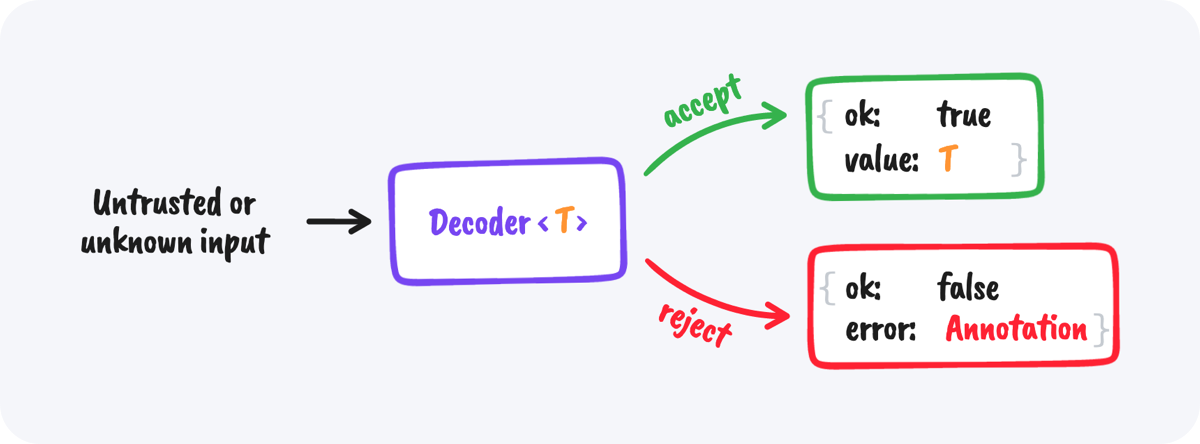 Untrusted or
unknown input
Decoder < T >
accept
{ ok: true
value: T }
reject
{ ok: false
error: Annotation }